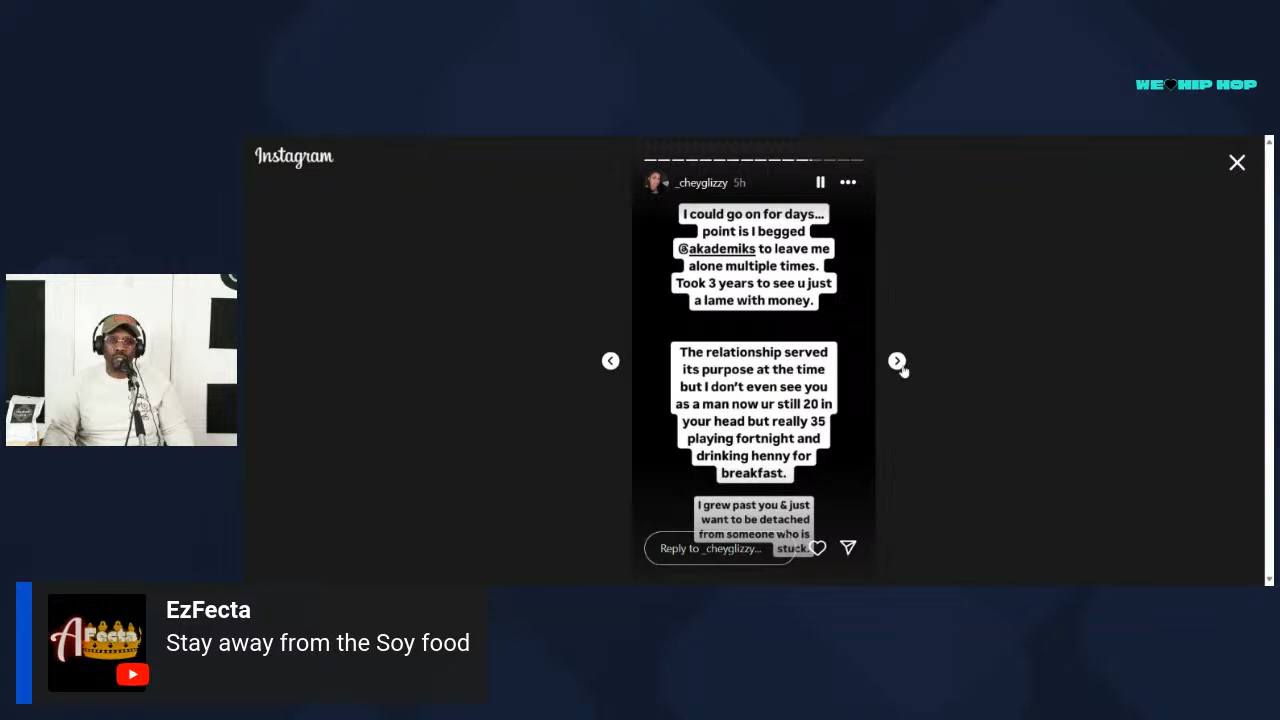 WE HIP HOP
Instagram
_cheyglizzy 5h
I could go on for days...
point is I begged
@akademiks to leave me
alone multiple times.
Took 3 years to see u just
a lame with money.
The relationship served
its purpose at the time
but I don't even see you
as a man now ur still 20 in
your head but really 35
playing fortnight and
drinking henny for
breakfast.
I grew past you & just
want to be detached
from someone who is
stuck.
Reply to _cheyglizzy...
EzFecta
Stay away from the Soy food
AFecta